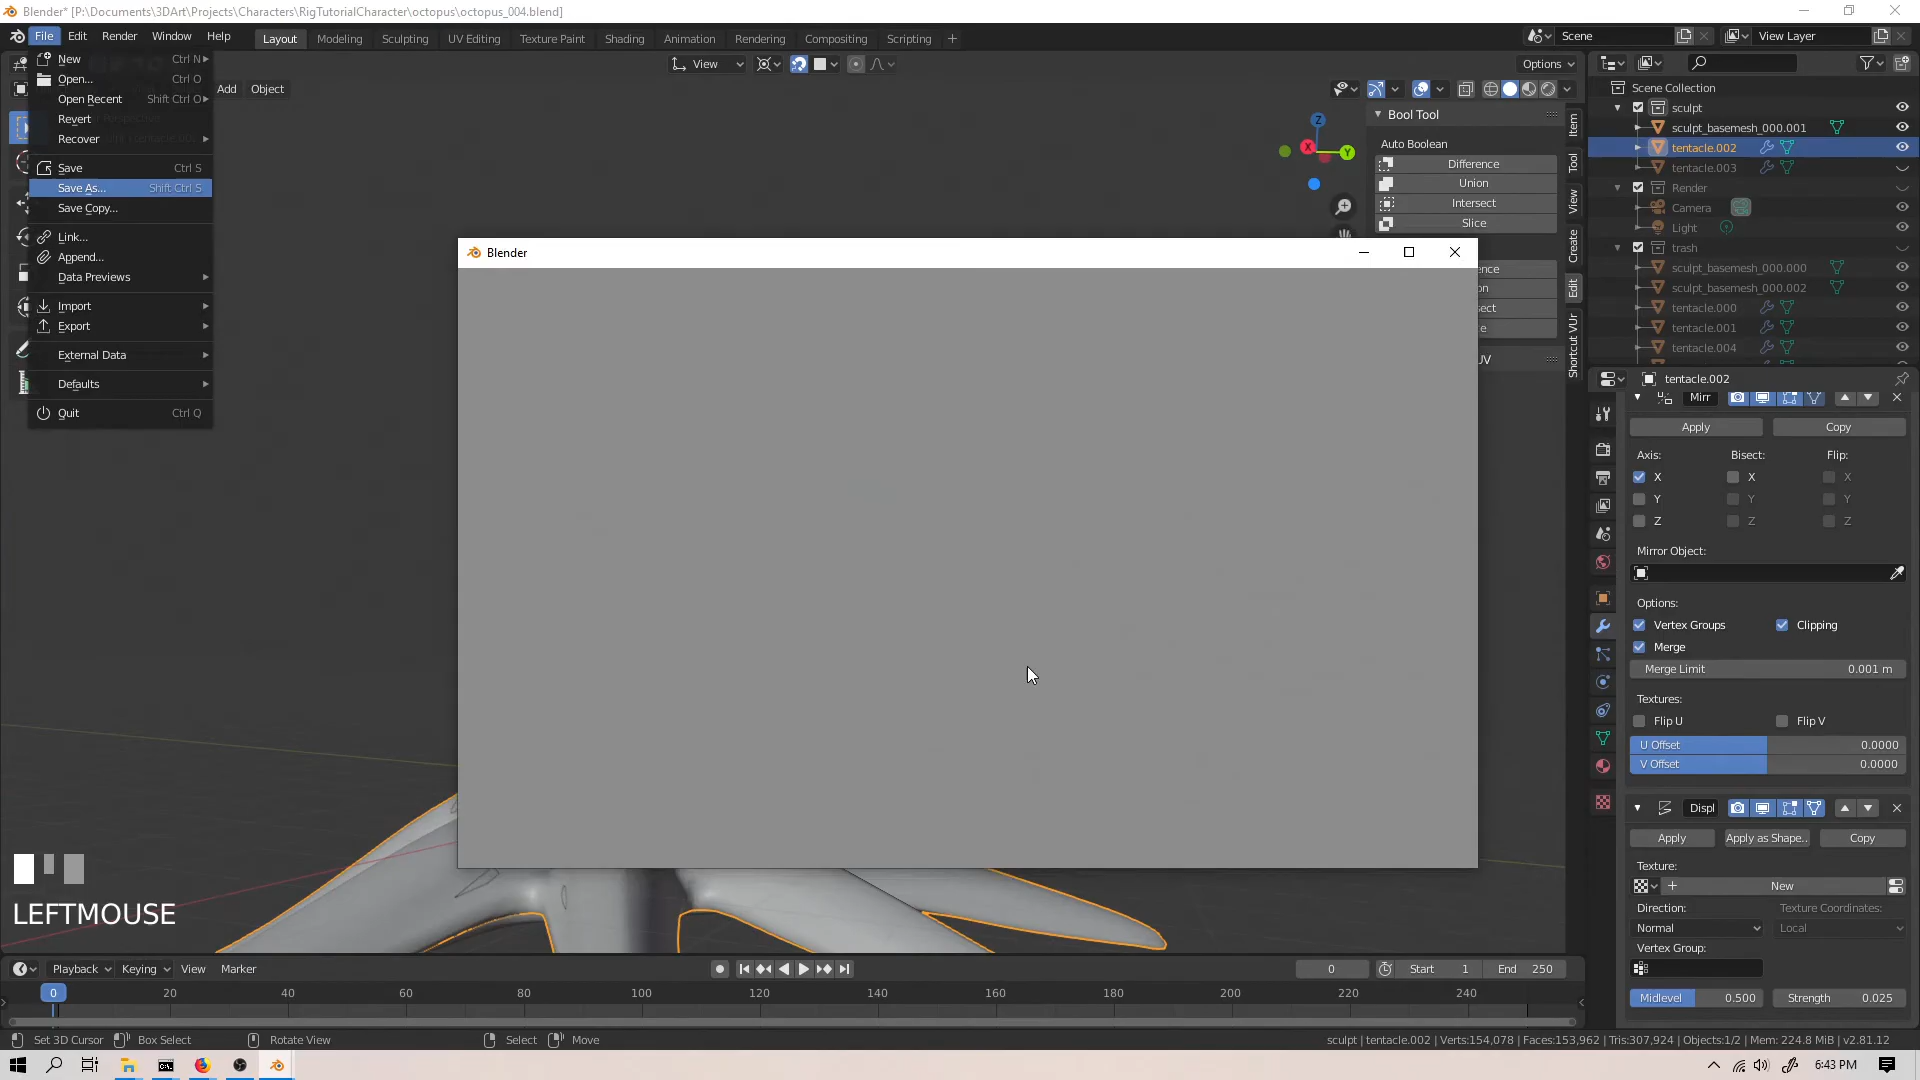 Blender* [P:\Documents\3DArt\Projects\Characters\RigTutorialCharacter\octopus\octopus_004.blend]
File Edit Render Window Help
Layout Modeling Sculpting UV Editing Texture Paint Shading Animation Rendering Compositing Scripting +
Scene
View Layer
New Ctrl N
Open... Ctrl O
Open Recent Shift Ctrl O
Revert
Recover
Save Ctrl S
Save As... Shift Ctrl S
Save Copy...
Link...
Append...
Data Previews
Import
Export
External Data
Defaults
Quit Ctrl Q
View
Options
Add Object
Bool Tool
Auto Boolean
Difference
Union
Intersect
Slice
Item
Tool
View
Create
Edit
Shortcut VUr
X
Y
Z
Blender
Scene Collection
sculpt
sculpt_basemesh_000.001
tentacle.002
tentacle.003
Render
Camera
Light
trash
sculpt_basemesh_000.000
sculpt_basemesh_000.002
tentacle.000
tentacle.001
tentacle.004
tentacle.002
Mirr
Apply Copy
Axis: Bisect: Flip:
X X X
Y Y Y
Z Z Z
Mirror Object:
Options:
Vertex Groups Clipping
Merge
Merge Limit 0.001 m
Textures:
Flip U Flip V
U Offset 0.0000
V Offset 0.0000
Displ
Apply Apply as Shape.. Copy
Texture:
New
Direction: Texture Coordinates:
Normal Local
Vertex Group:
Midlevel 0.500 Strength 0.025
LEFTMOUSE
Playback Keying View Marker
0 Start 1 End 250
0 20 40 60 80 100 120 140 160 180 200 220 240
Set 3D Cursor Box Select Rotate View Select Move
sculpt | tentacle.002 | Verts:154,078 | Faces:153,962 | Tris:307,924 | Objects:1/2 | Mem: 224.8 MiB | v2.81.12
6:43 PM